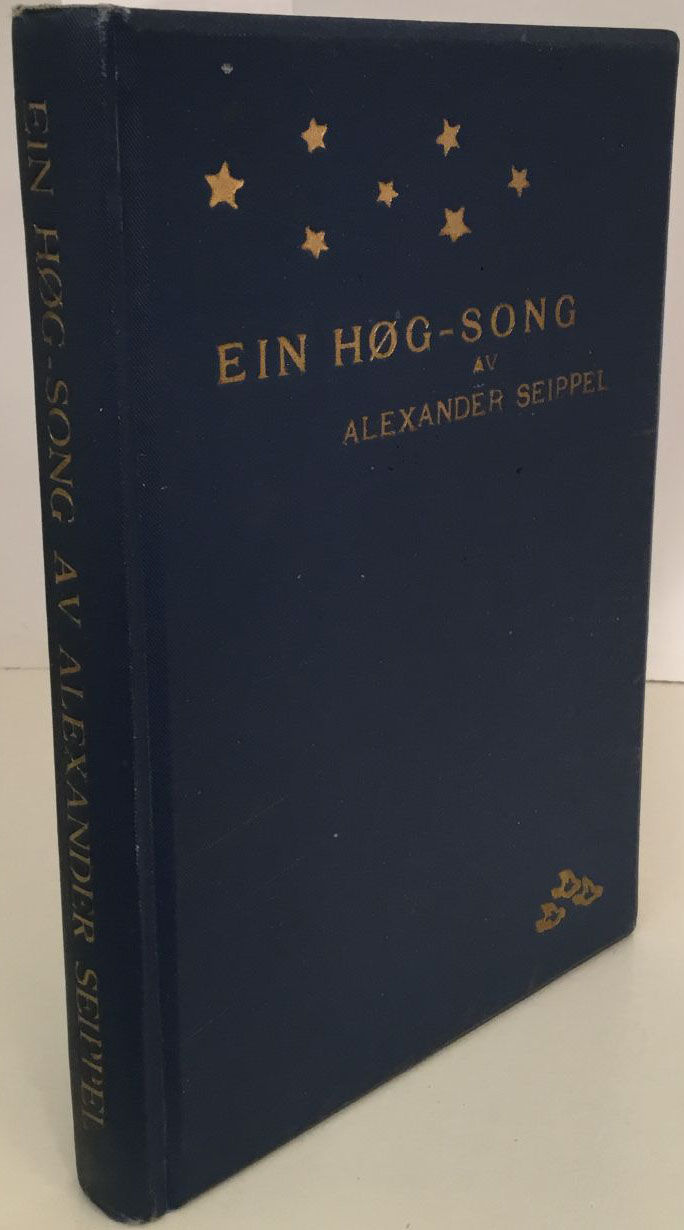 EIN HØG-SONG
AV
ALEXANDER SEIPPEL
EIN HØG-SONG AV ALEXANDER SEIPPEL